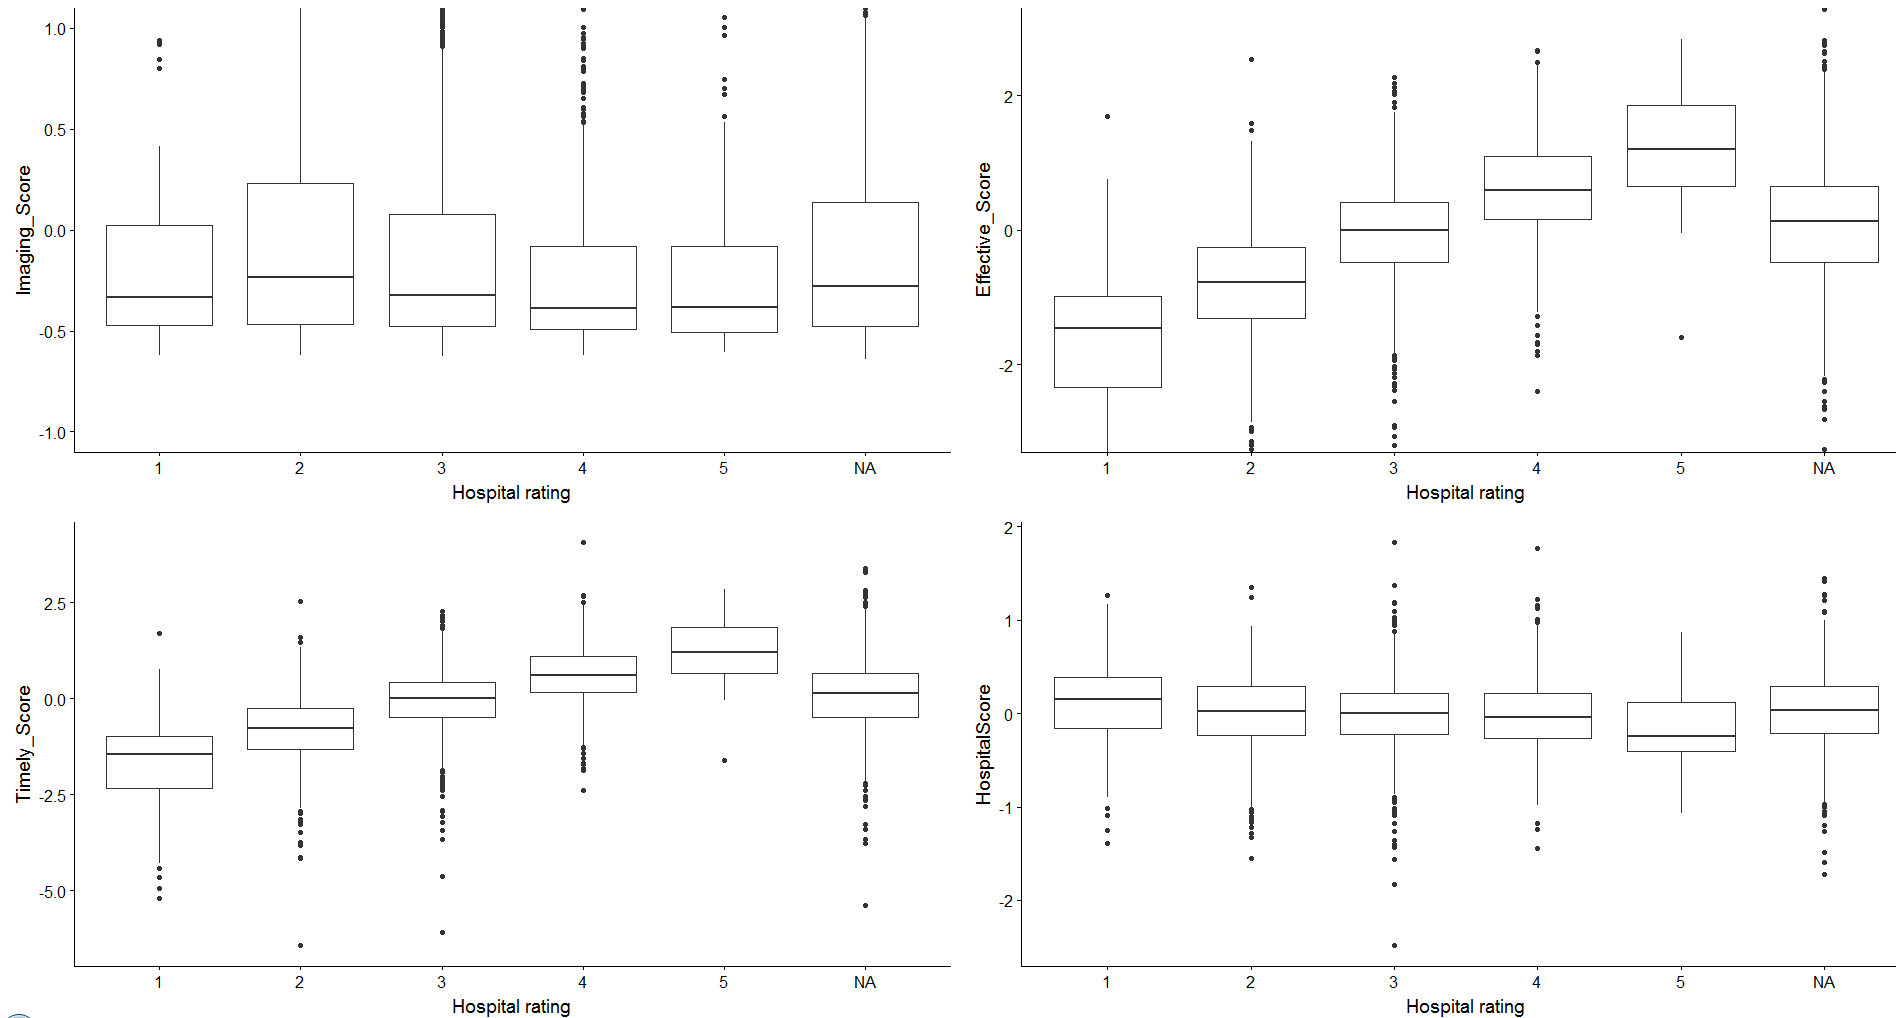 Imaging_Score
1.0
0.5
0.0
-0.5
-1.0
1 2 3 4 5 NA
Hospital rating
Effective_Score
2
0
-2
1 2 3 4 5 NA
Hospital rating
Timely_Score
2.5
0.0
-2.5
-5.0
1 2 3 4 5 NA
Hospital rating
HospitalScore
2
1
0
-1
-2
1 2 3 4 5 NA
Hospital rating